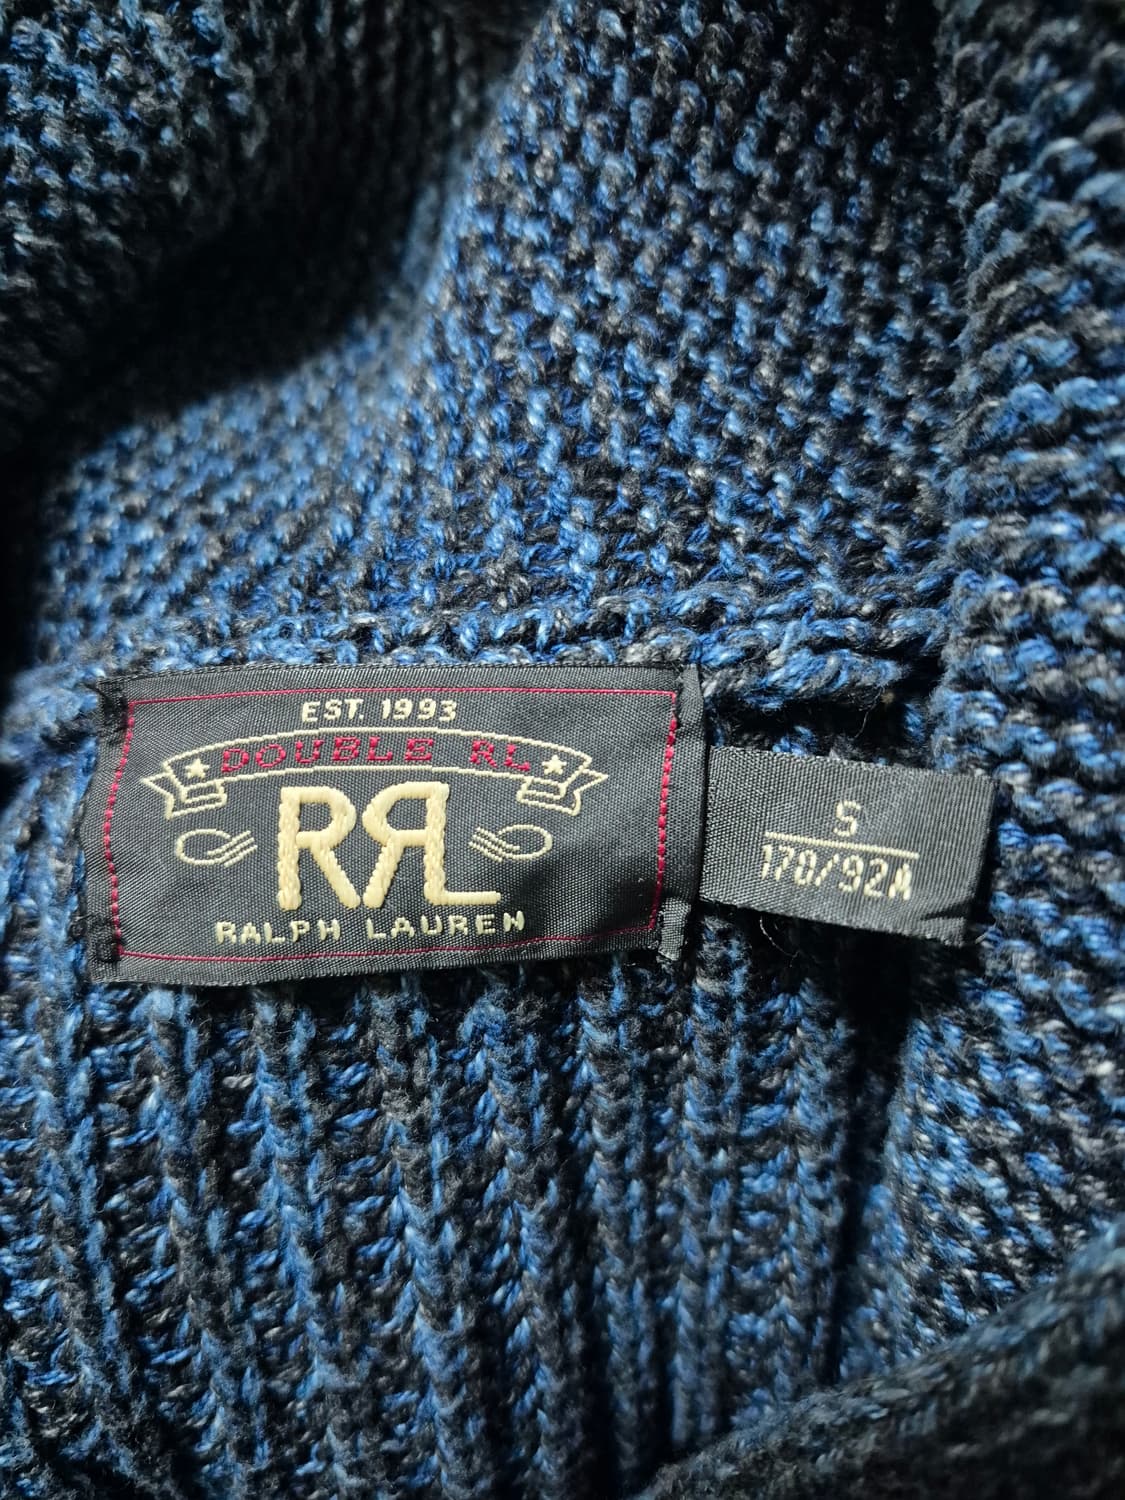 EST. 1993
DOUBLE RL
RRL
RALPH LAUREN
S
170/92A